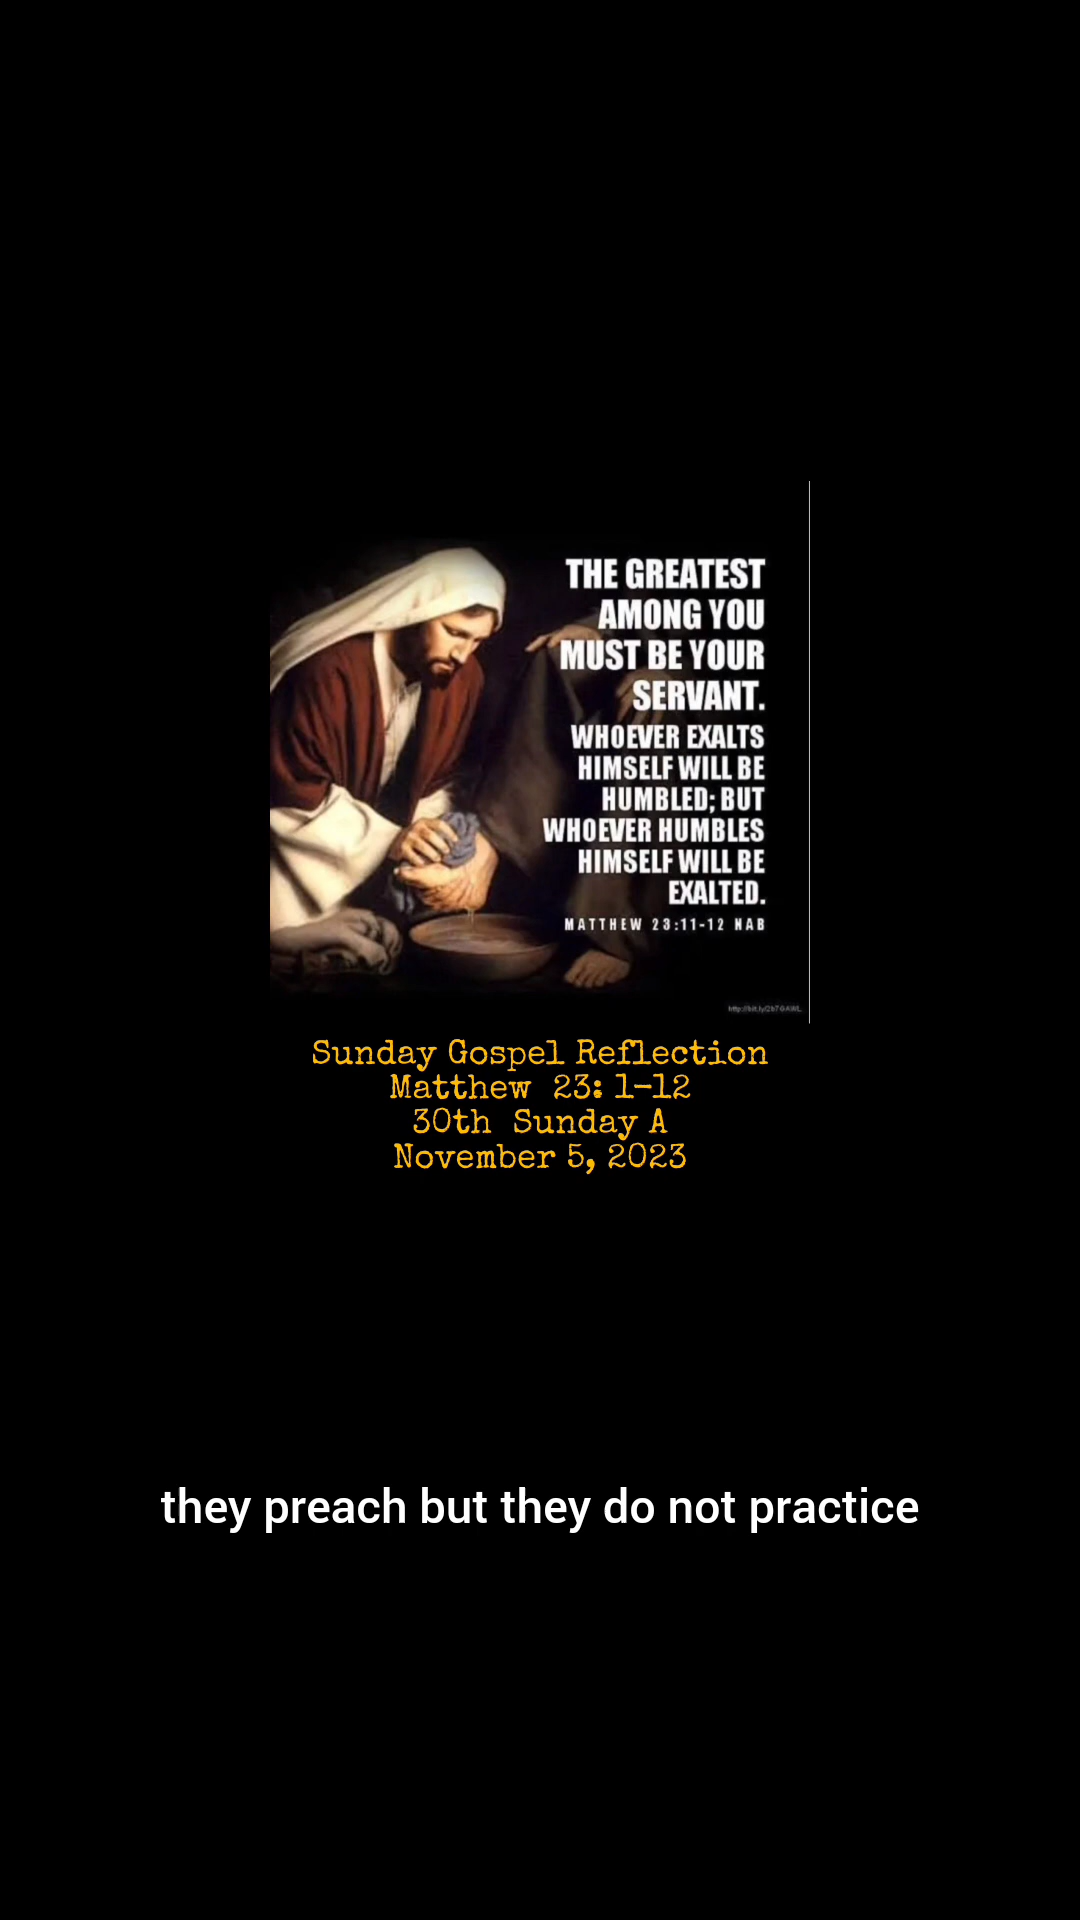 THE GREATEST
AMONG YOU
MUST BE YOUR
SERVANT.
WHOEVER EXALTS
HIMSELF WILL BE
HUMBLED; BUT
WHOEVER HUMBLES
HIMSELF WILL BE
EXALTED.
MATTHEW 23:11-12 NAB
Sunday Gospel Reflection
Matthew 23: 1-12
30th Sunday A
November 5, 2023
they preach but they do not practice